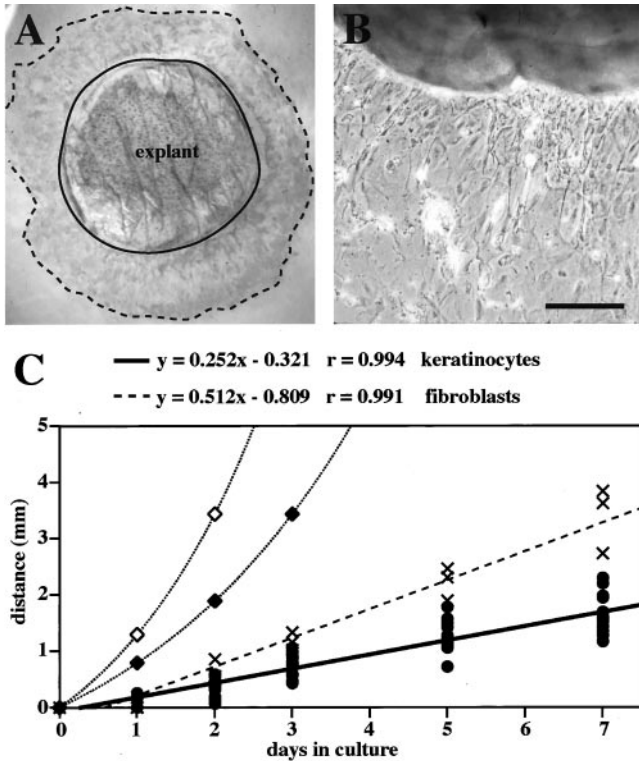 A
explant
B
C
y = 0.252x - 0.321 r = 0.994 keratinocytes
y = 0.512x - 0.809 r = 0.991 fibroblasts
5
4
3
2
1
0
distance (mm)
0 1 2 3 4 5 6 7
days in culture